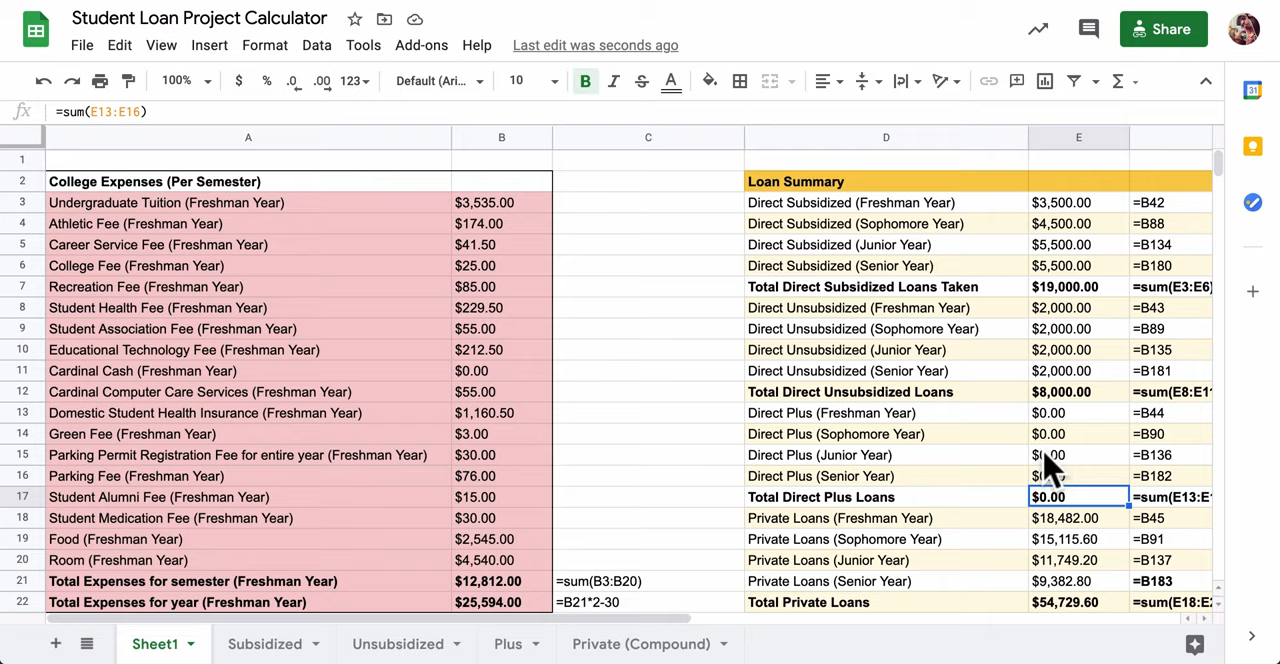 Student Loan Project Calculator
File Edit View Insert Format Data Tools Add-ons Help Last edit was seconds ago
Share
100% $ % .0 .00 123 Default (Ari... 10 B I S A Σ
fx =sum(E13:E16)
A B C D E
1
2 College Expenses (Per Semester) Loan Summary
3 Undergraduate Tuition (Freshman Year) $3,535.00 Direct Subsidized (Freshman Year) $3,500.00 =B42
4 Athletic Fee (Freshman Year) $174.00 Direct Subsidized (Sophomore Year) $4,500.00 =B88
5 Career Service Fee (Freshman Year) $41.50 Direct Subsidized (Junior Year) $5,500.00 =B134
6 College Fee (Freshman Year) $25.00 Direct Subsidized (Senior Year) $5,500.00 =B180
7 Recreation Fee (Freshman Year) $85.00 Total Direct Subsidized Loans Taken $19,000.00 =sum(E3:E6)
8 Student Health Fee (Freshman Year) $229.50 Direct Unsubsidized (Freshman Year) $2,000.00 =B43
9 Student Association Fee (Freshman Year) $55.00 Direct Unsubsidized (Sophomore Year) $2,000.00 =B89
10 Educational Technology Fee (Freshman Year) $212.50 Direct Unsubsidized (Junior Year) $2,000.00 =B135
11 Cardinal Cash (Freshman Year) $0.00 Direct Unsubsidized (Senior Year) $2,000.00 =B181
12 Cardinal Computer Care Services (Freshman Year) $55.00 Total Direct Unsubsidized Loans $8,000.00 =sum(E8:E11
13 Domestic Student Health Insurance (Freshman Year) $1,160.50 Direct Plus (Freshman Year) $0.00 =B44
14 Green Fee (Freshman Year) $3.00 Direct Plus (Sophomore Year) $0.00 =B90
15 Parking Permit Registration Fee for entire year (Freshman Year) $30.00 Direct Plus (Junior Year) =B136
16 Parking Fee (Freshman Year) $76.00 Direct Plus (Senior Year) =B182
17 Student Alumni Fee (Freshman Year) $15.00 Total Direct Plus Loans $0.00 =sum(E13:E1
18 Student Medication Fee (Freshman Year) $30.00 Private Loans (Freshman Year) $18,482.00 =B45
19 Food (Freshman Year) $2,545.00 Private Loans (Sophomore Year) $15,115.60 =B91
20 Room (Freshman Year) $4,540.00 Private Loans (Junior Year) $11,749.20 =B137
21 Total Expenses for semester (Freshman Year) $12,812.00 =sum(B3:B20) Private Loans (Senior Year) $9,382.80 =B183
22 Total Expenses for year (Freshman Year) $25,594.00 =B21*2-30 Total Private Loans $54,729.60 =sum(E18:E2
Sheet1 Subsidized Unsubsidized Plus Private (Compound)
31